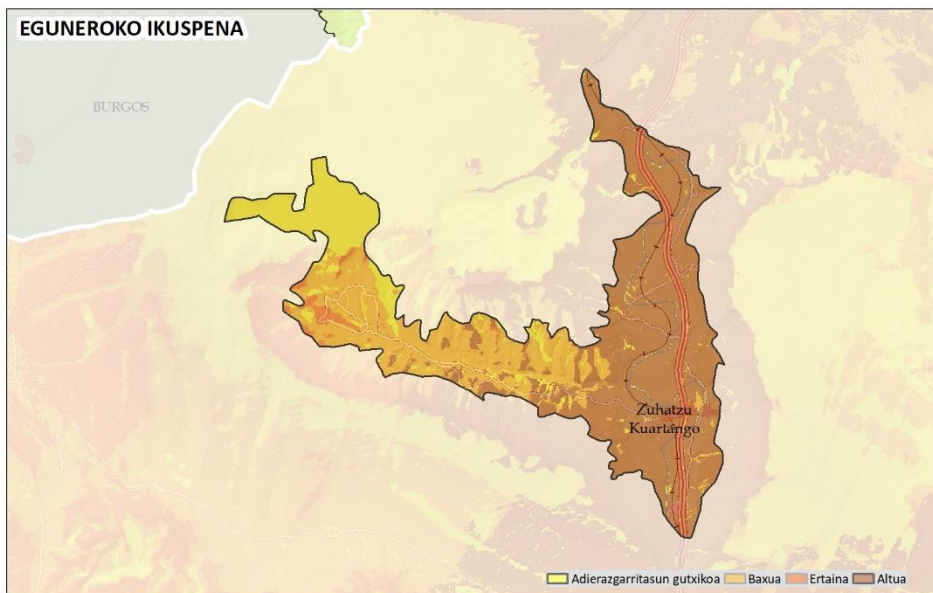 EGUNEROKO IKUSPENA
BURGOS
Zuhatzu
Kuartango
Adierazgarritasun gutxikoa Baxua Ertaina Altua